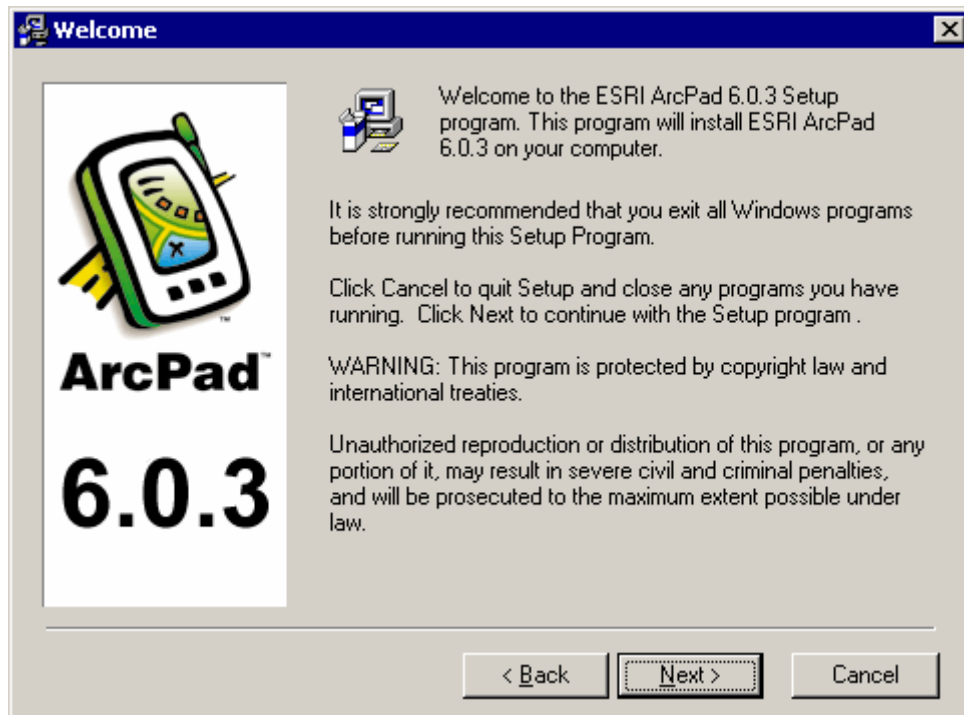 Welcome
Welcome to the ESRI ArcPad 6.0.3 Setup
program. This program will install ESRI ArcPad
6.0.3 on your computer.
It is strongly recommended that you exit all Windows programs
before running this Setup Program.
Click Cancel to quit Setup and close any programs you have
running.  Click Next to continue with the Setup program .
WARNING: This program is protected by copyright law and
international treaties.
Unauthorized reproduction or distribution of this program, or any
portion of it, may result in severe civil and criminal penalties,
and will be prosecuted to the maximum extent possible under
law.
™
ArcPad™
6.0.3
< Back
Next >
Cancel